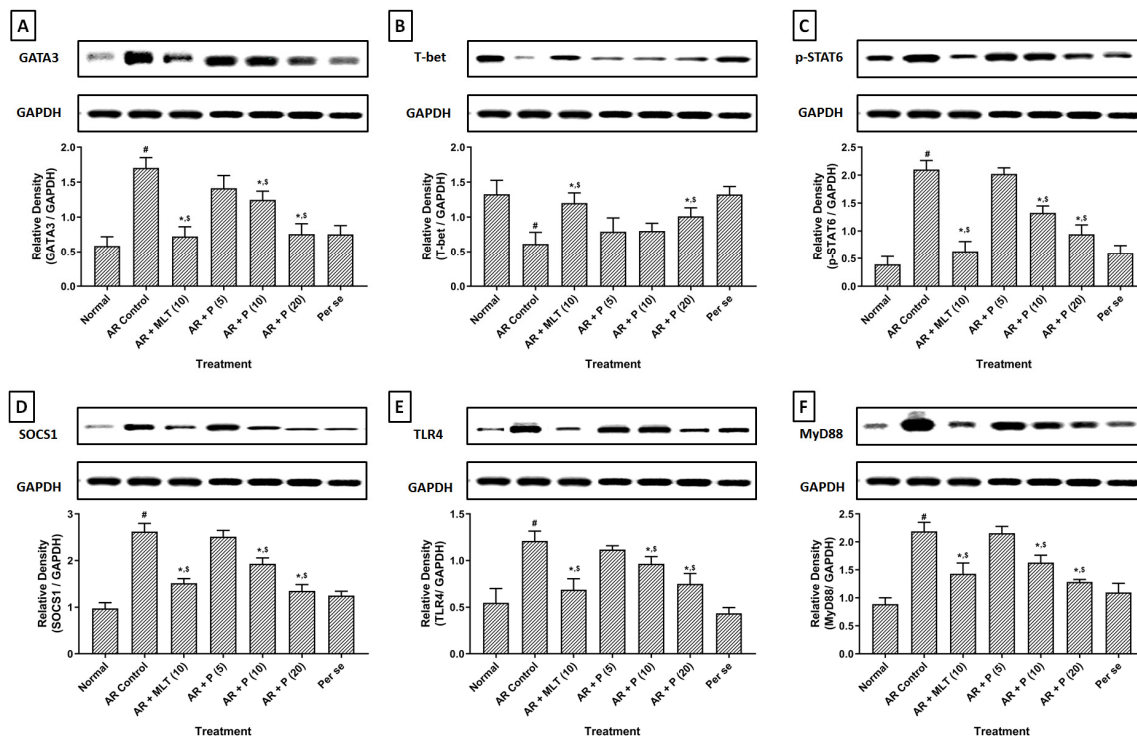 A
GATA3
GAPDH
Relative Density
(GATA3 / GAPDH)
2.0
1.5
1.0
0.5
0.0
#
*,$
*,$
*,$
Normal
AR Control
AR + MLT (10)
AR + P (5)
AR + P (10)
AR + P (20)
Per se
Treatment
B
T-bet
GAPDH
Relative Density
(T-bet / GAPDH)
2.0
1.5
1.0
0.5
0.0
#
*,$
*,$
Normal
AR Control
AR + MLT (10)
AR + P (5)
AR + P (10)
AR + P (20)
Per se
Treatment
C
p-STAT6
GAPDH
Relative Density
(p-STAT6 / GAPDH)
2.5
2.0
1.5
1.0
0.5
0.0
#
*,$
*,$
*,$
Normal
AR Control
AR + MLT (10)
AR + P (5)
AR + P (10)
AR + P (20)
Per se
Treatment
D
SOCS1
GAPDH
Relative Density
(SOCS1 / GAPDH)
3
2
1
0
#
*,$
*,$
*,$
Normal
AR Control
AR + MLT (10)
AR + P (5)
AR + P (10)
AR + P (20)
Per se
Treatment
E
TLR4
GAPDH
Relative Density
(TLR4/ GAPDH)
1.5
1.0
0.5
0.0
#
*,$
*,$
*,$
Normal
AR Control
AR + MLT (10)
AR + P (5)
AR + P (10)
AR + P (20)
Per se
Treatment
F
MyD88
GAPDH
Relative Density
(MyD88/ GAPDH)
2.5
2.0
1.5
1.0
0.5
0.0
#
*,$
*,$
*,$
Normal
AR Control
AR + MLT (10)
AR + P (5)
AR + P (10)
AR + P (20)
Per se
Treatment